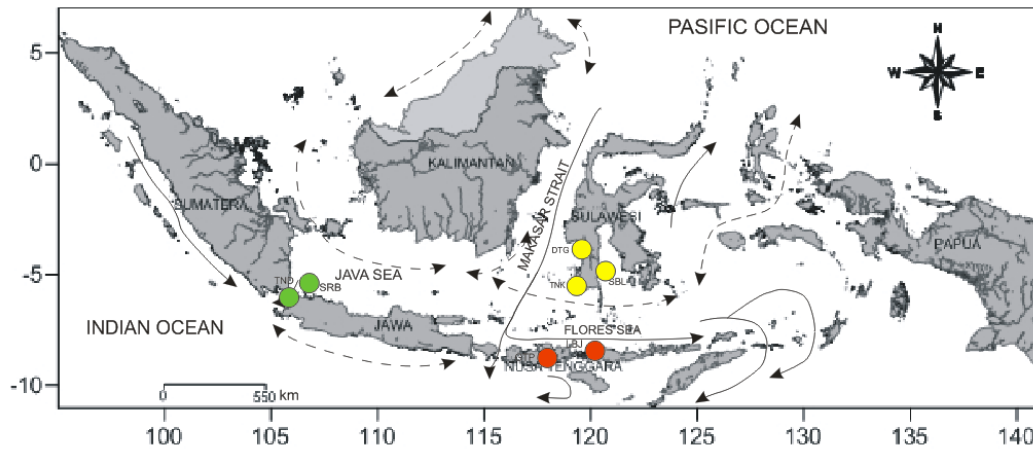 PASIFIC OCEAN
N
W E
S
5
0
-5
-10
KALIMANTAN
SUMATERA
MAKASAR STRAIT
SULAWESI
PAPUA
DTG
SBL
TNK
TND
SRB
JAVA SEA
INDIAN OCEAN
JAWA
FLORES SEA
LBJ
NUSA TENGGARA
0 550 km
100 105 110 115 120 125 130 135 140